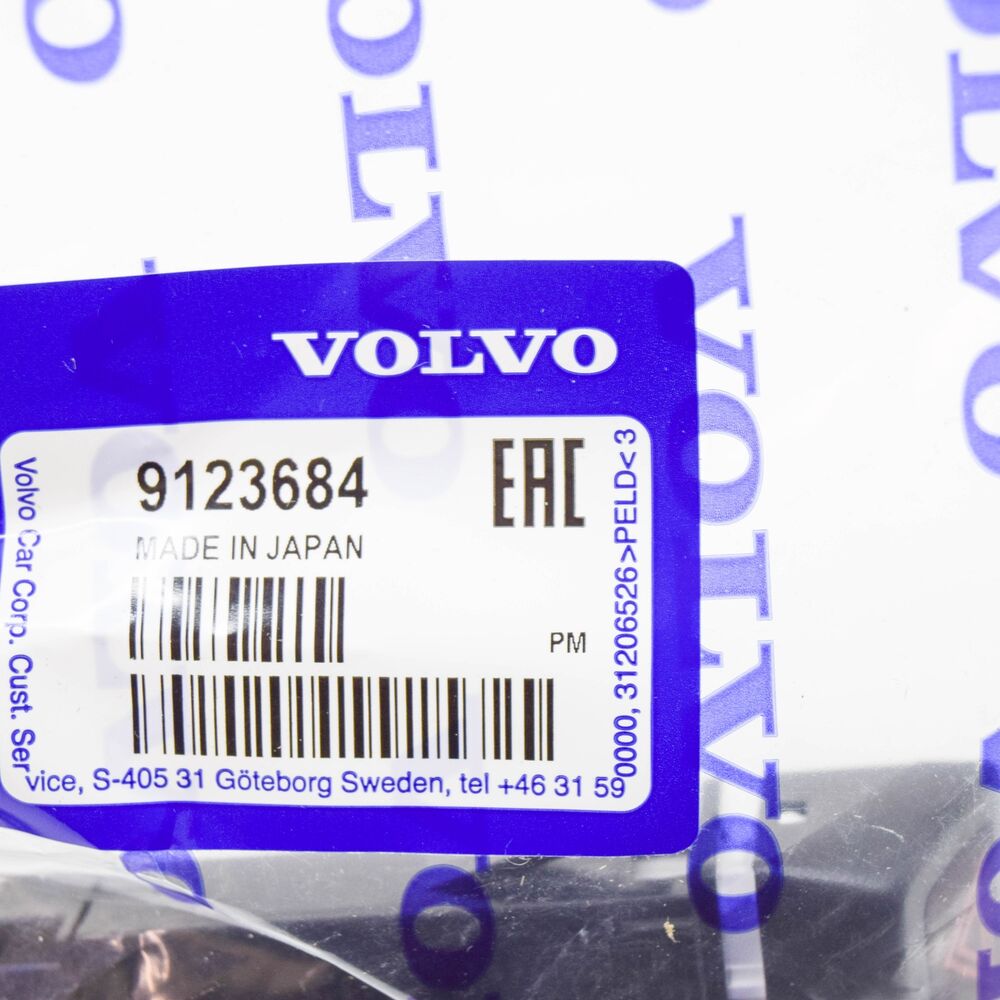 VOLVO
9123684
EAC
MADE IN JAPAN
PM
Volvo Car Corp. Cust. Service, S-405 31 Göteborg Sweden, tel +46 31 590000, 31206526>PELD<3
VOLVO
VOLVO